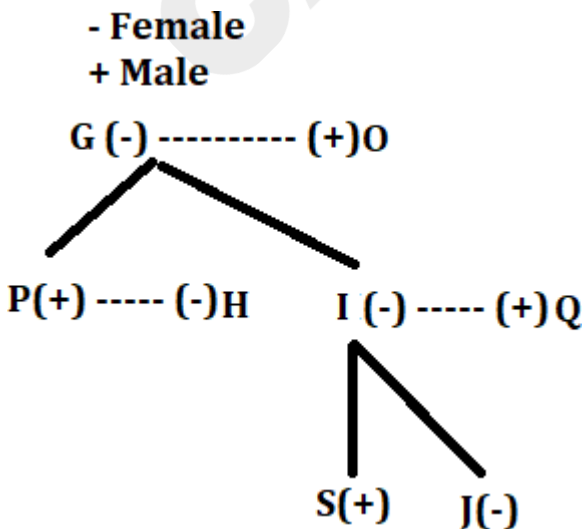 - Female
+ Male
G (-) ---------- (+)O
P(+) ----- (-)H I (-) ----- (+)Q
S(+) J(-)